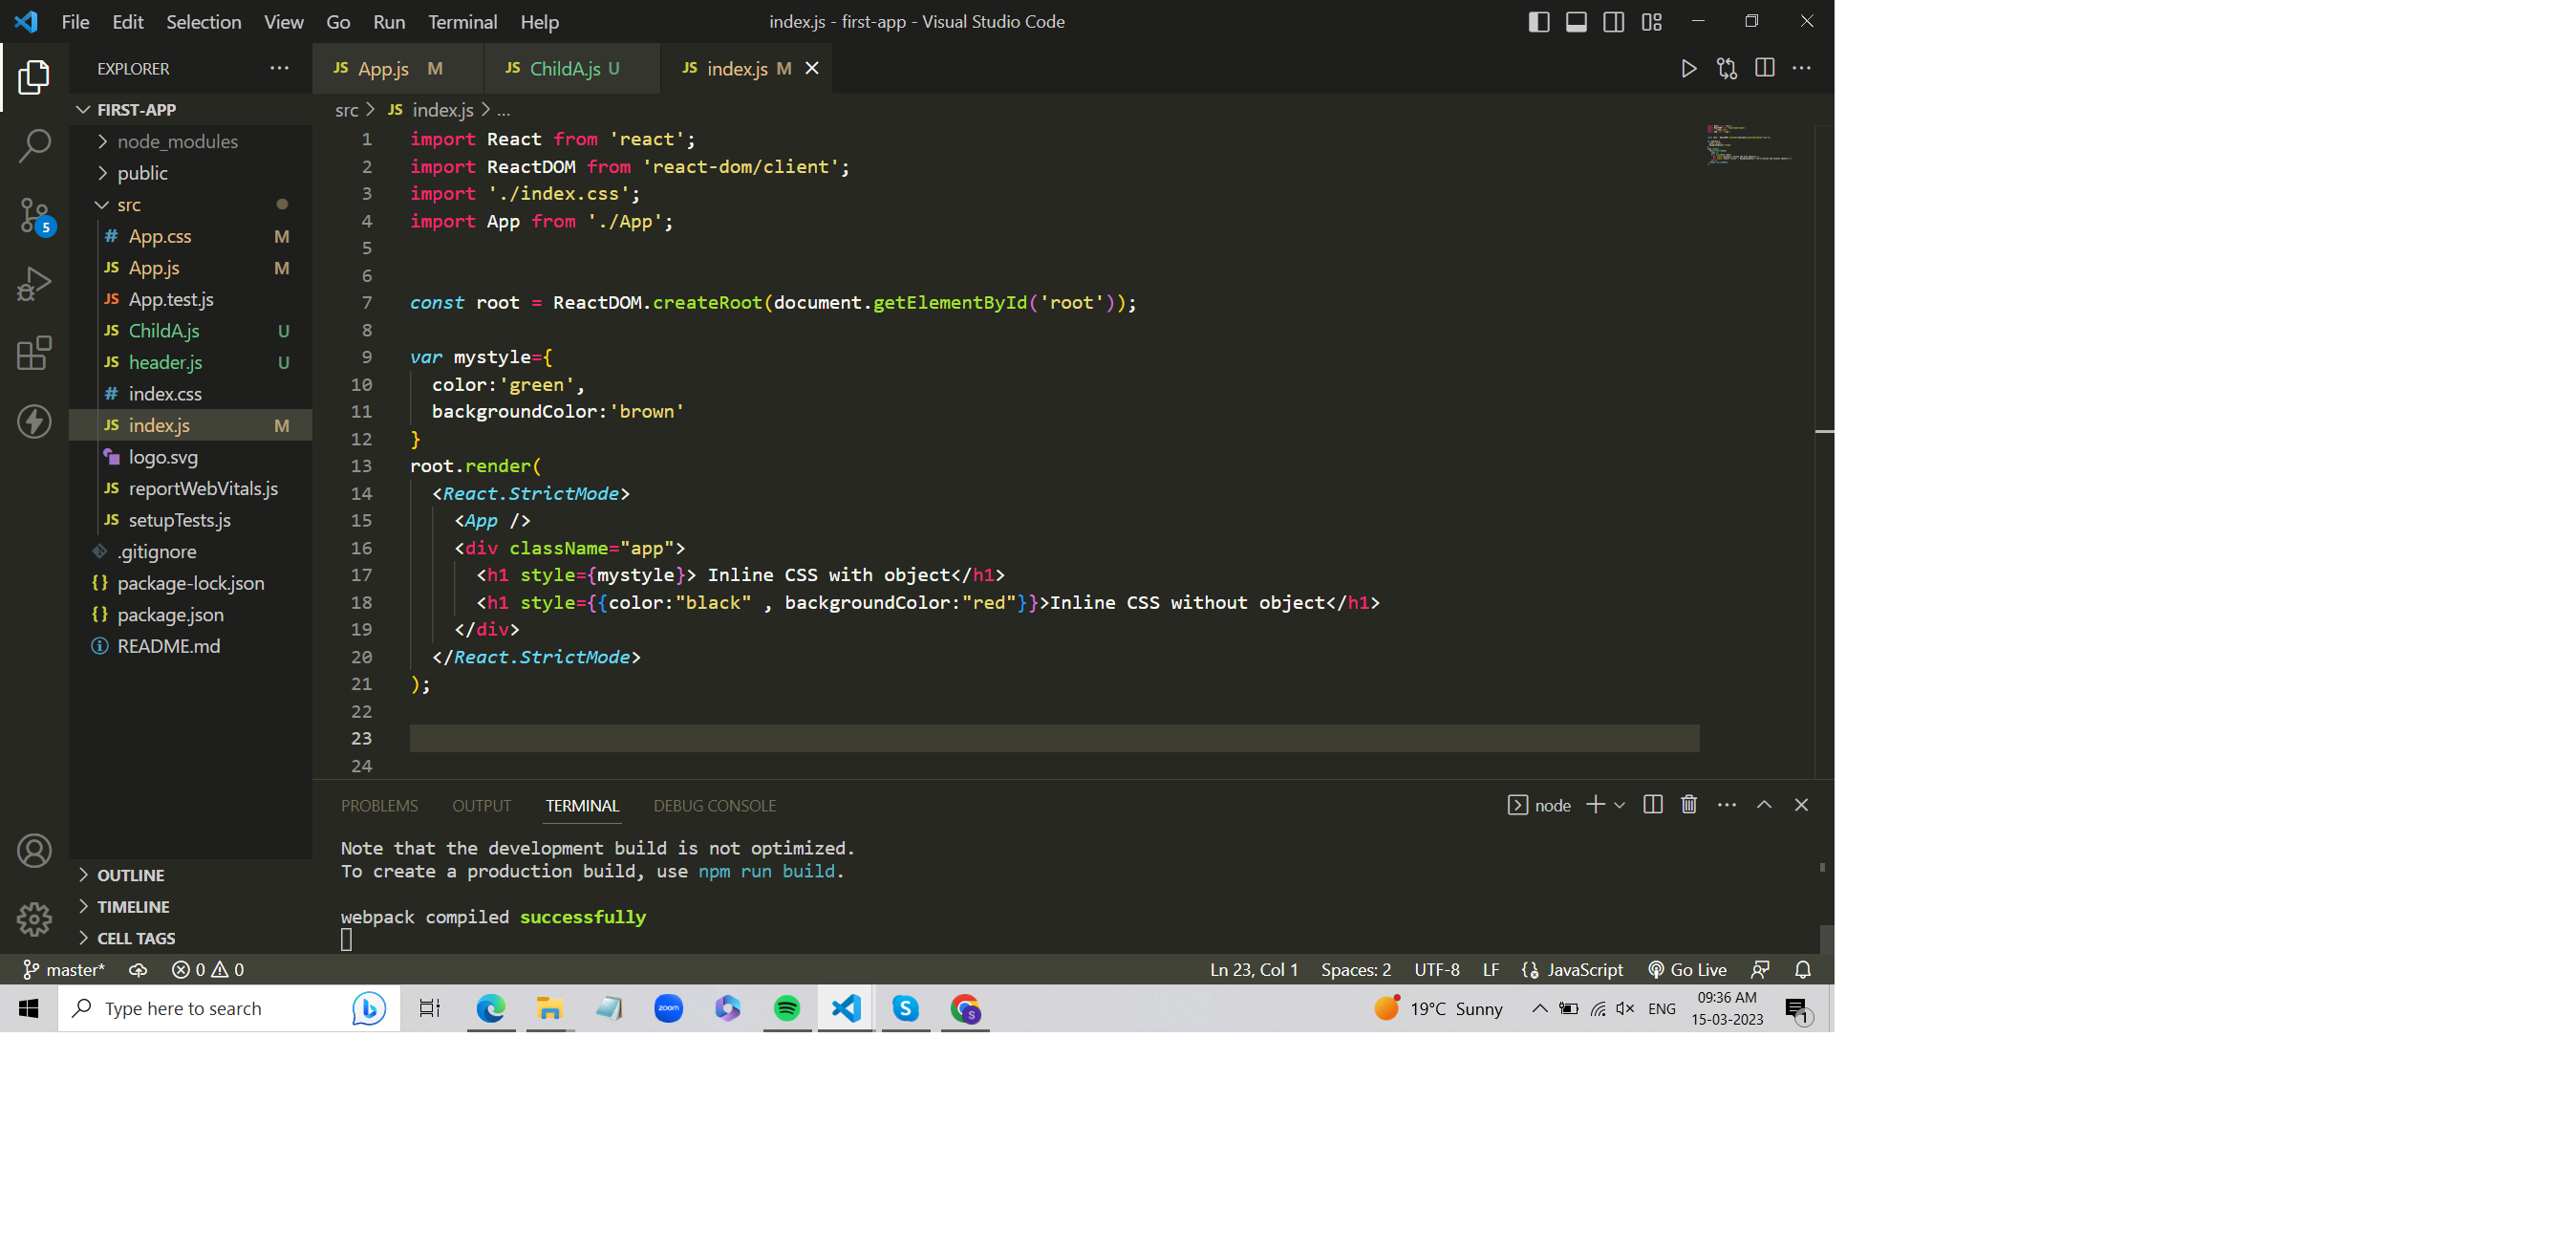 File Edit Selection View Go Run Terminal Help index.js - first-app - Visual Studio Code
EXPLORER
JS App.js M JS ChildA.js U JS index.js M
FIRST-APP
node_modules
public
src
# App.css M
JS App.js M
JS App.test.js
JS ChildA.js U
JS header.js U
# index.css
JS index.js M
logo.svg
JS reportWebVitals.js
JS setupTests.js
.gitignore
{} package-lock.json
{} package.json
README.md
OUTLINE
TIMELINE
CELL TAGS
5
src > JS index.js > ...
1 import React from 'react';
2 import ReactDOM from 'react-dom/client';
3 import './index.css';
4 import App from './App';
5
6
7 const root = ReactDOM.createRoot(document.getElementById('root'));
8
9 var mystyle={
10 color:'green',
11 backgroundColor:'brown'
12 }
13 root.render(
14 <React.StrictMode>
15 <App />
16 <div className="app">
17 <h1 style={mystyle}> Inline CSS with object</h1>
18 <h1 style={{color:"black" , backgroundColor:"red"}}>Inline CSS without object</h1>
19 </div>
20 </React.StrictMode>
21 );
22
23
24
PROBLEMS OUTPUT TERMINAL DEBUG CONSOLE
node
Note that the development build is not optimized.
To create a production build, use npm run build.
webpack compiled successfully
master* 0 0 Ln 23, Col 1 Spaces: 2 UTF-8 LF JavaScript Go Live
Type here to search
zoom
S
19°C Sunny
ENG
09:36 AM
15-03-2023
1